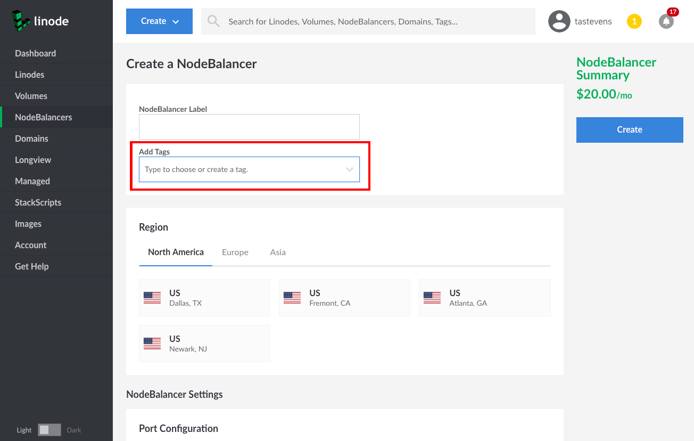 linode
Create
Search for Linodes, Volumes, NodeBalancers, Domains, Tags...
tastevens
1
17
Dashboard
Linodes
Volumes
NodeBalancers
Domains
Longview
Managed
StackScripts
Images
Account
Get Help
Light
Dark
Create a NodeBalancer
NodeBalancer Label
Add Tags
Type to choose or create a tag.
Region
North America
Europe
Asia
US
Dallas, TX
US
Fremont, CA
US
Atlanta, GA
US
Newark, NJ
NodeBalancer Settings
Port Configuration
NodeBalancer
Summary
$20.00/mo
Create